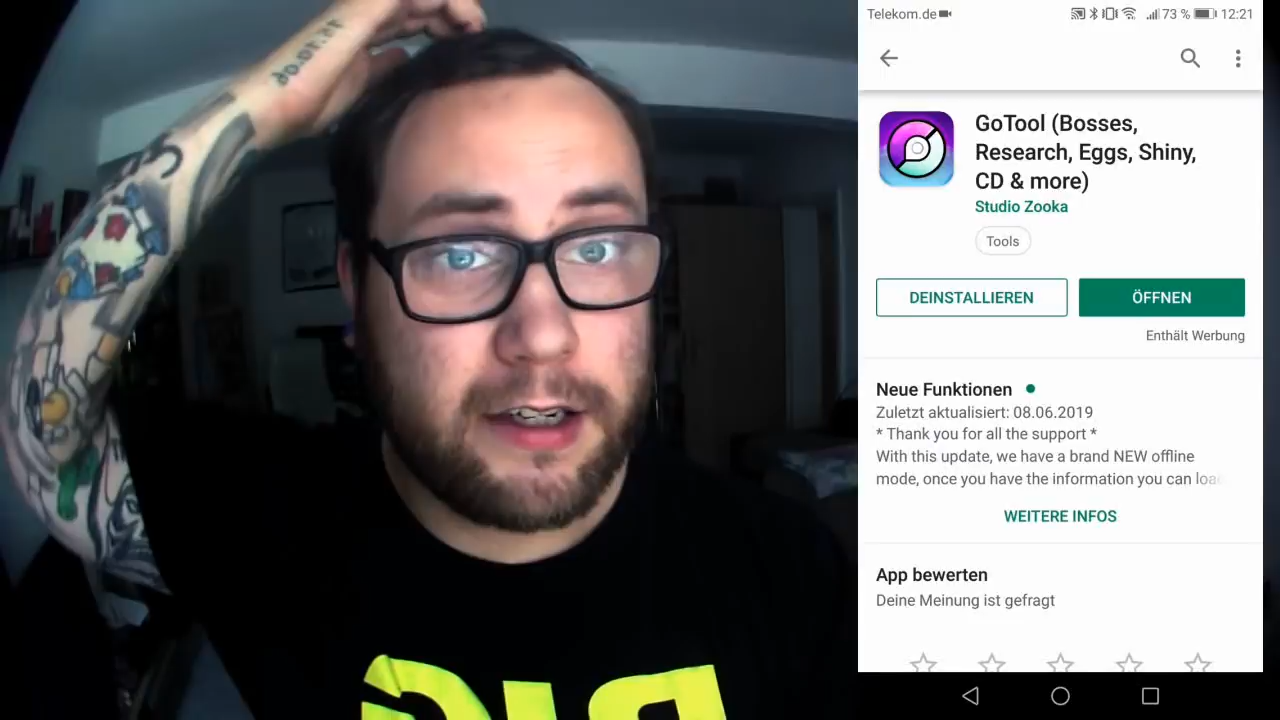 Telekom.de
73 %
12:21
GoTool (Bosses,
Research, Eggs, Shiny,
CD & more)
Studio Zooka
Tools
DEINSTALLIEREN
ÖFFNEN
Enthält Werbung
Neue Funktionen
Zuletzt aktualisiert: 08.06.2019
* Thank you for all the support *
With this update, we have a brand NEW offline
mode, once you have the information you can loa
WEITERE INFOS
App bewerten
Deine Meinung ist gefragt